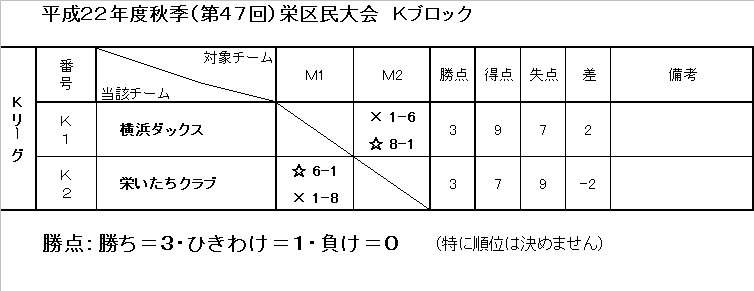 平成２２年度秋季（第４７回）栄区民大会　Ｋブロック
Ｋリーグ
番号 対象チーム 当該チーム M1 M2 勝点 得点 失点 差 備考
Ｋ１ 横浜ダックス × 1-6 ☆ 8-1 3 9 7 2
Ｋ２ 栄いたちクラブ ☆ 6-1 × 1-8 3 7 9 -2
勝点：勝ち＝３・ひきわけ＝１・負け＝０　（特に順位は決めません）